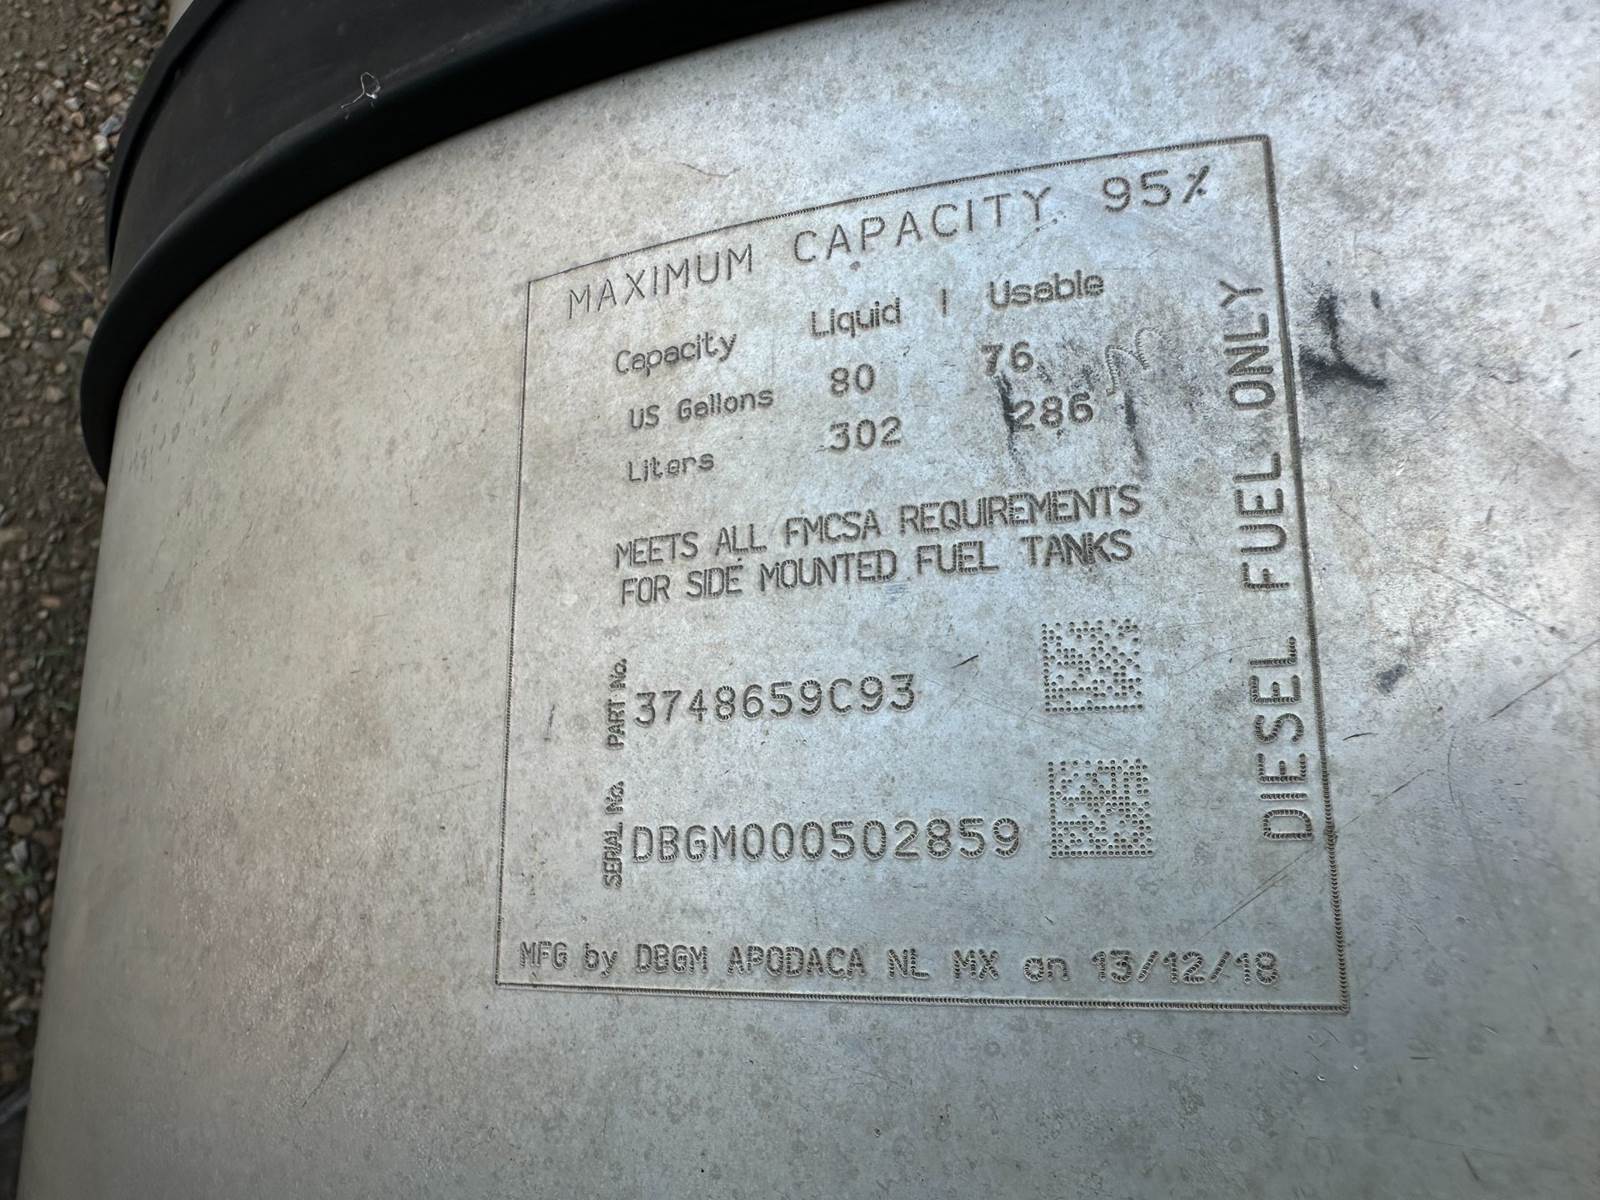 MAXIMUM CAPACITY 95%
Capacity Liquid | Usable
US Gallons 80 76
Liters 302 286
MEETS ALL FMCSA REQUIREMENTS
FOR SIDE MOUNTED FUEL TANKS
PART No. 3748659C93
SERIAL No. DBGM000502859
MFG by DBGM APODACA NL MX on 13/12/18
DIESEL FUEL ONLY